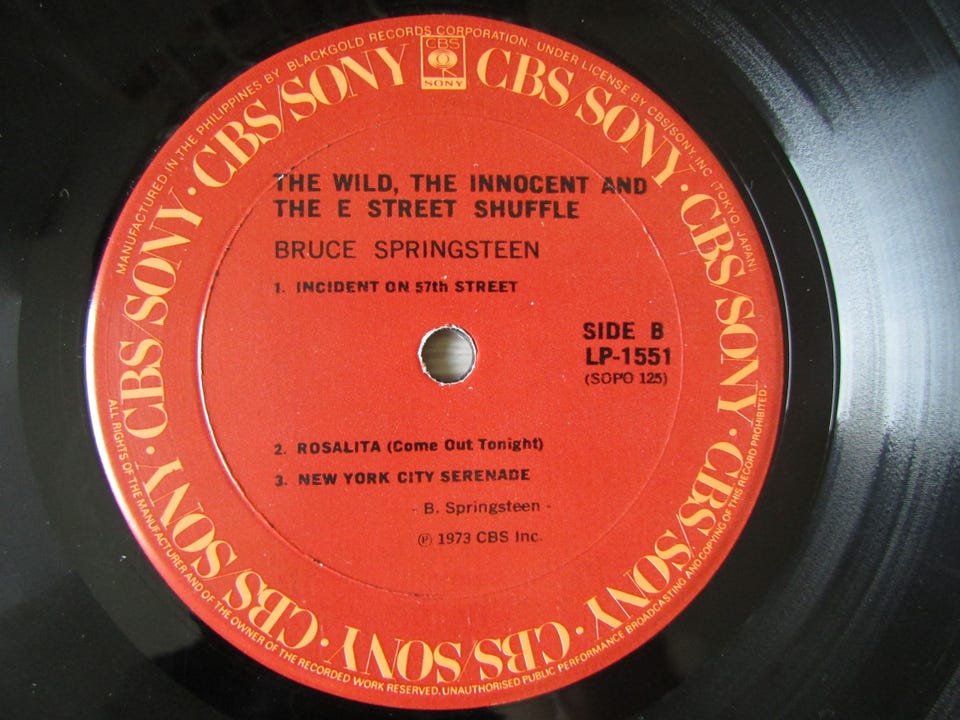 MANUFACTURED IN THE PHILIPPINES BY BLACKGOLD RECORDS CORPORATION, UNDER LICENSE BY CBS/SONY, INC (TOKYO, JAPAN)
CBS
SONY
CBS/SONY · CBS/SONY · CBS/SONY · CBS/SONY · CBS/SONY · CBS/SONY · CBS/SONY · CBS/SONY
THE WILD, THE INNOCENT AND
THE E STREET SHUFFLE
BRUCE SPRINGSTEEN
1. INCIDENT ON 57th STREET
SIDE B
LP-1551
(SOPO 125)
2. ROSALITA (Come Out Tonight)
3. NEW YORK CITY SERENADE
- B. Springsteen -
℗ 1973 CBS Inc.
ALL RIGHTS OF THE MANUFACTURER AND OF THE OWNER OF THE RECORDED WORK RESERVED. UNAUTHORISED PUBLIC PERFORMANCE BROADCASTING AND COPYING OF THIS RECORD PROHIBITED.